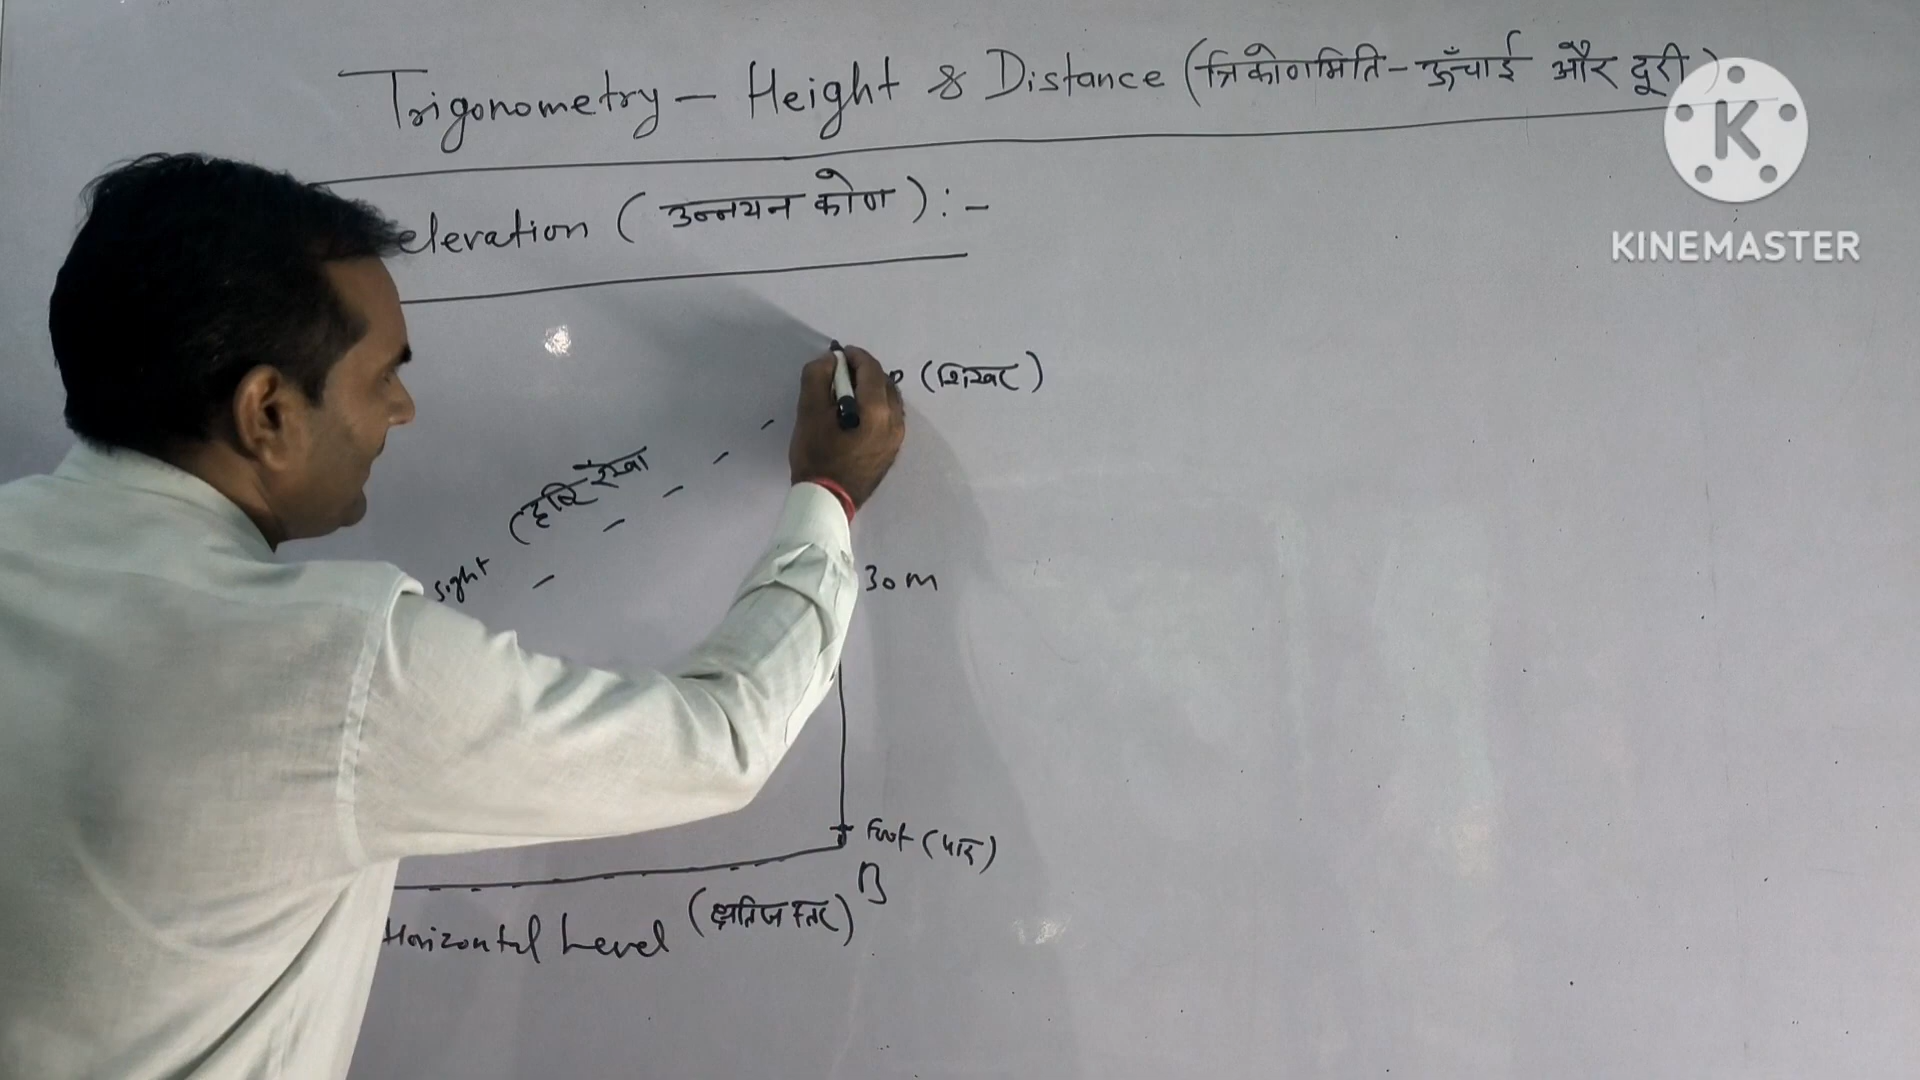 Trigonometry - Height & Distance (त्रिकोणमिति - ऊँचाई और दूरी)
elevation (उन्नयन कोण) :-
(शिखर)
(दृष्टि रेखा
sight
30m
Foot (पाद)
B
Horizontal Level (क्षैतिज स्तर)
K
KINEMASTER